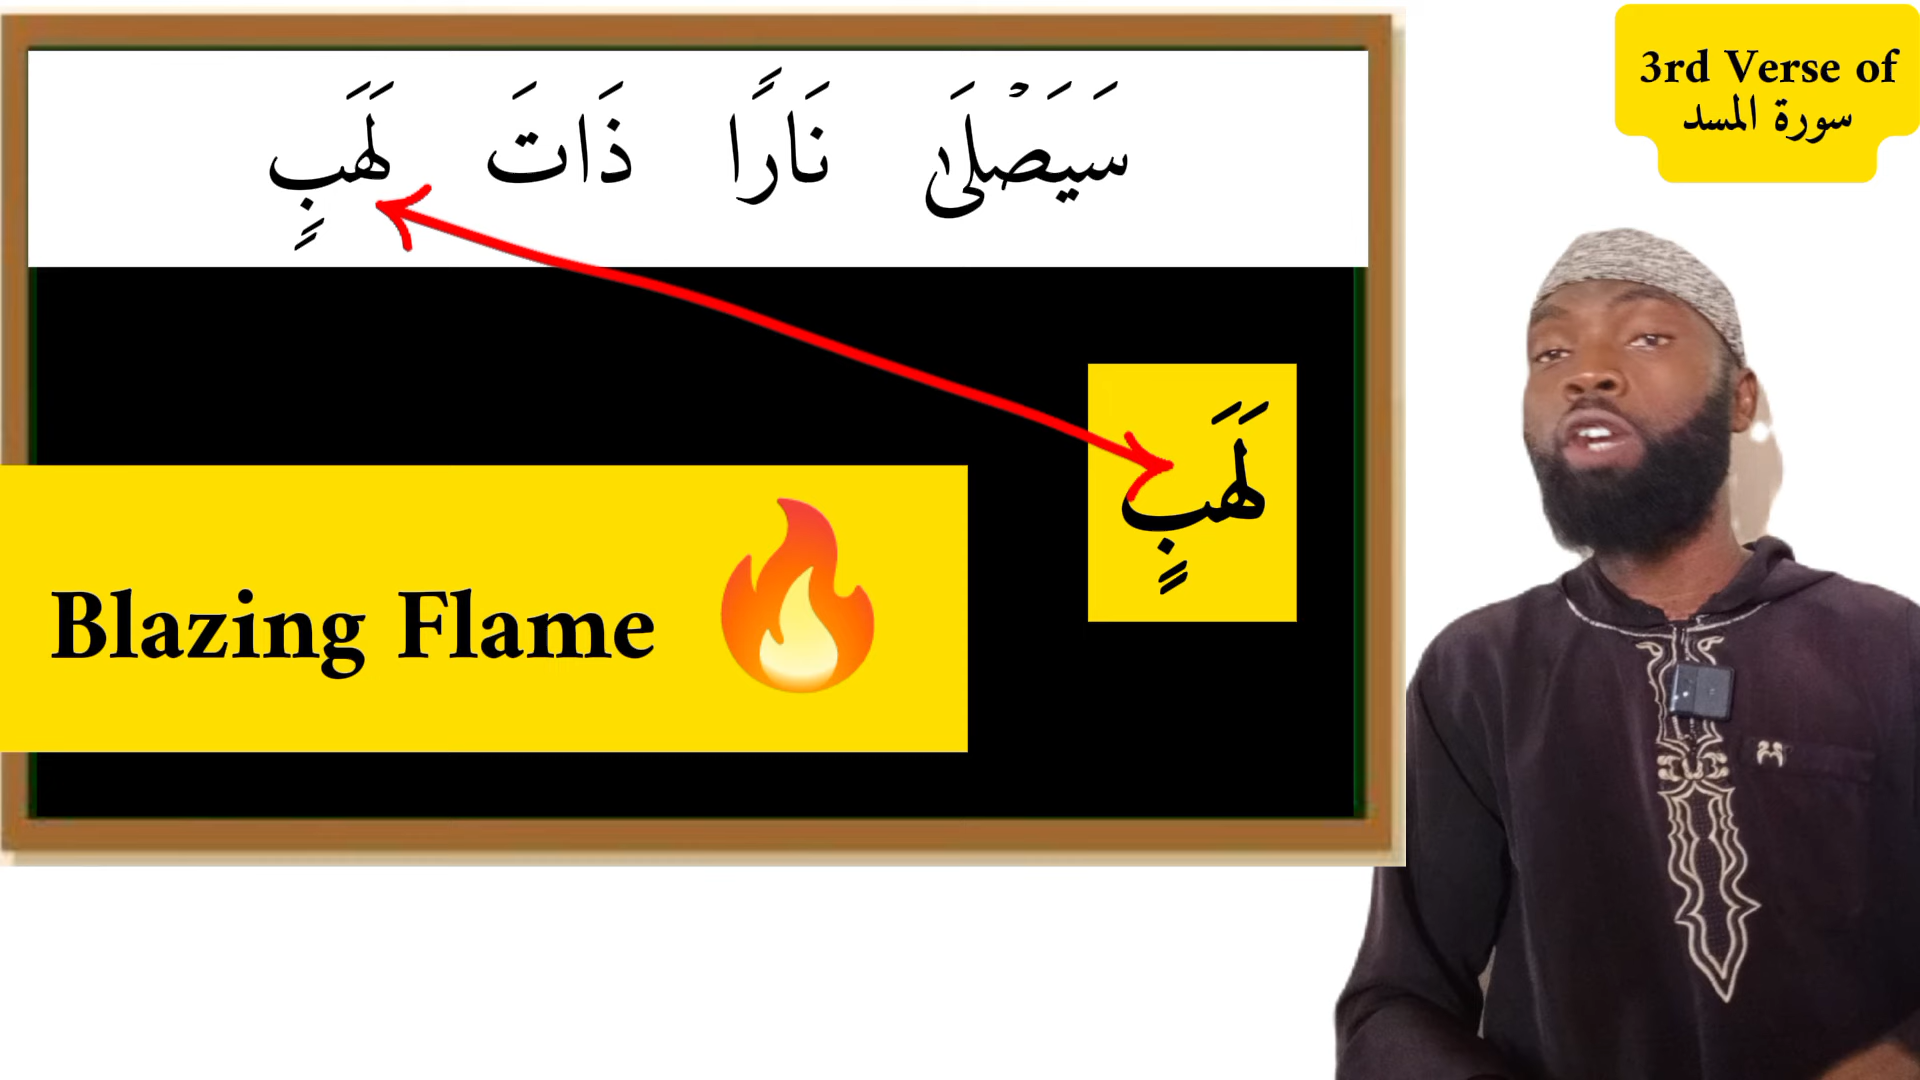 سَيَصْلَىٰ نَارًا ذَاتَ لَهَبٍ
3rd Verse of
سورة المسد
لَهَبٍ
Blazing Flame